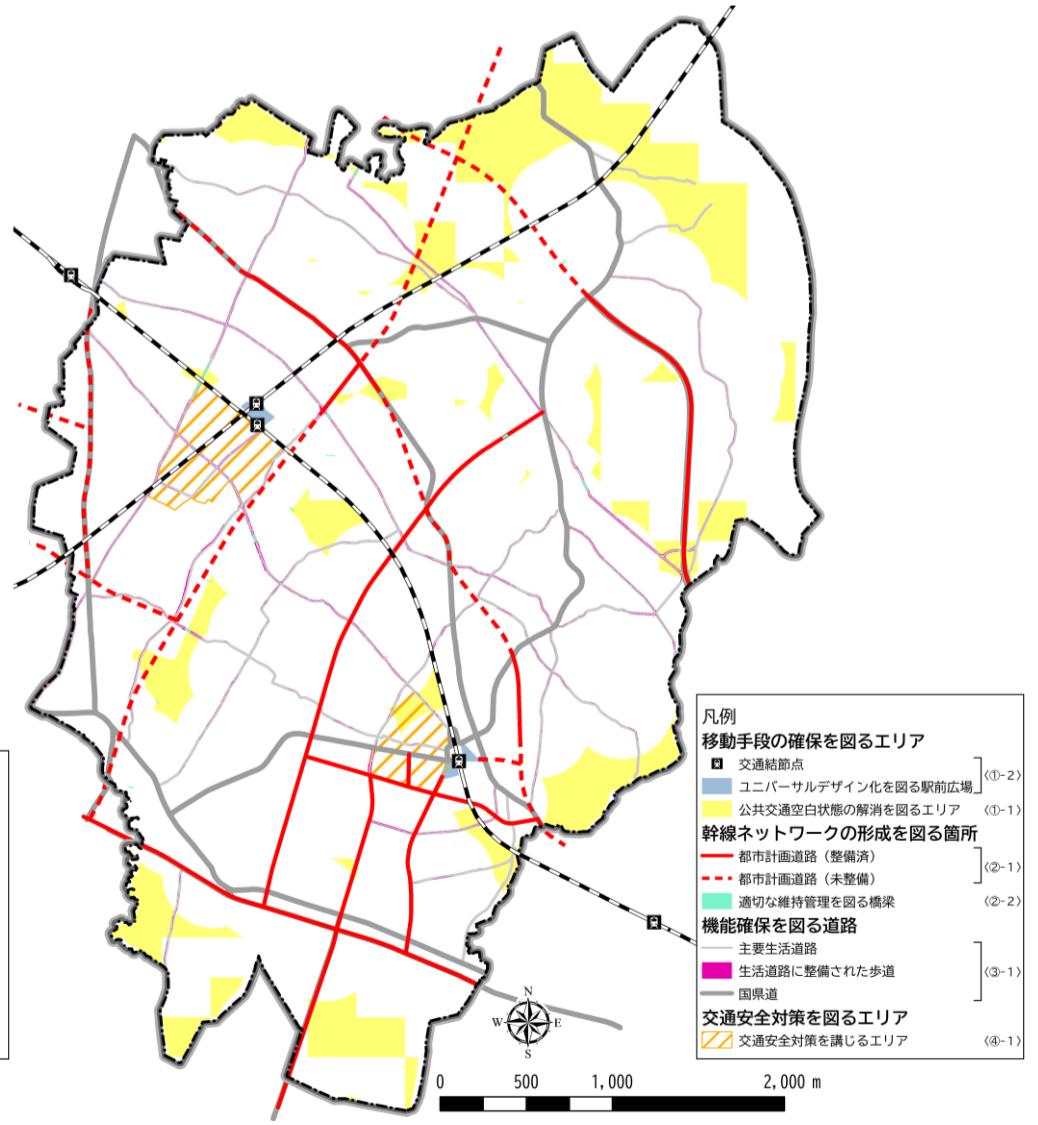 凡例
移動手段の確保を図るエリア
交通結節点
ユニバーサルデザイン化を図る駅前広場
〈①-2〉
公共交通空白状態の解消を図るエリア 〈①-1〉
幹線ネットワークの形成を図る箇所
都市計画道路（整備済）
都市計画道路（未整備）
〈②-1〉
適切な維持管理を図る橋梁 〈②-2〉
機能確保を図る道路
主要生活道路
生活道路に整備された歩道
国県道
〈③-1〉
交通安全対策を図るエリア
交通安全対策を講じるエリア 〈④-1〉
N
W E
S
0 500 1,000 2,000 m